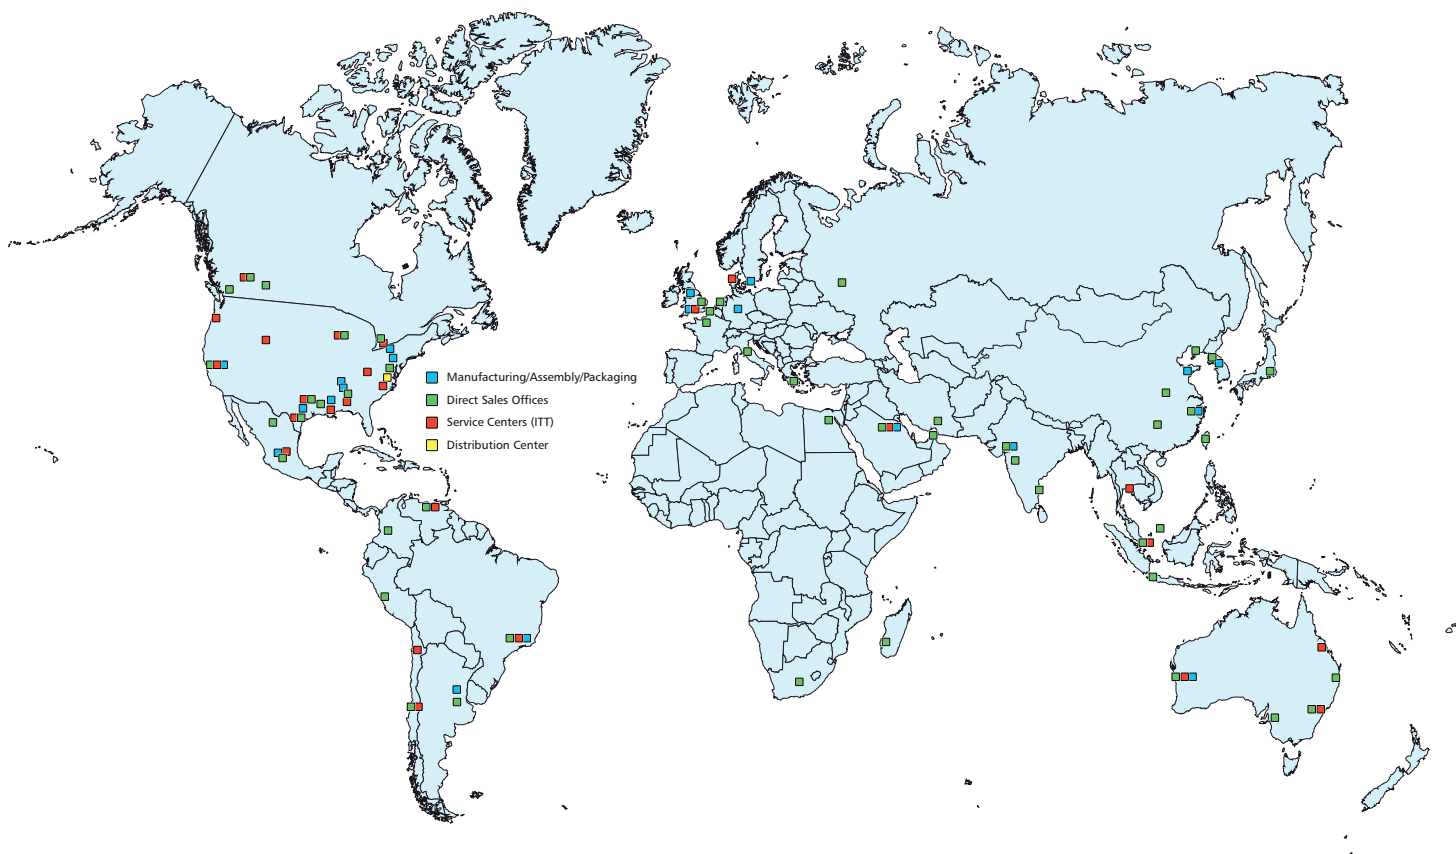 Manufacturing/Assembly/Packaging
Direct Sales Offices
Service Centers (ITT)
Distribution Center